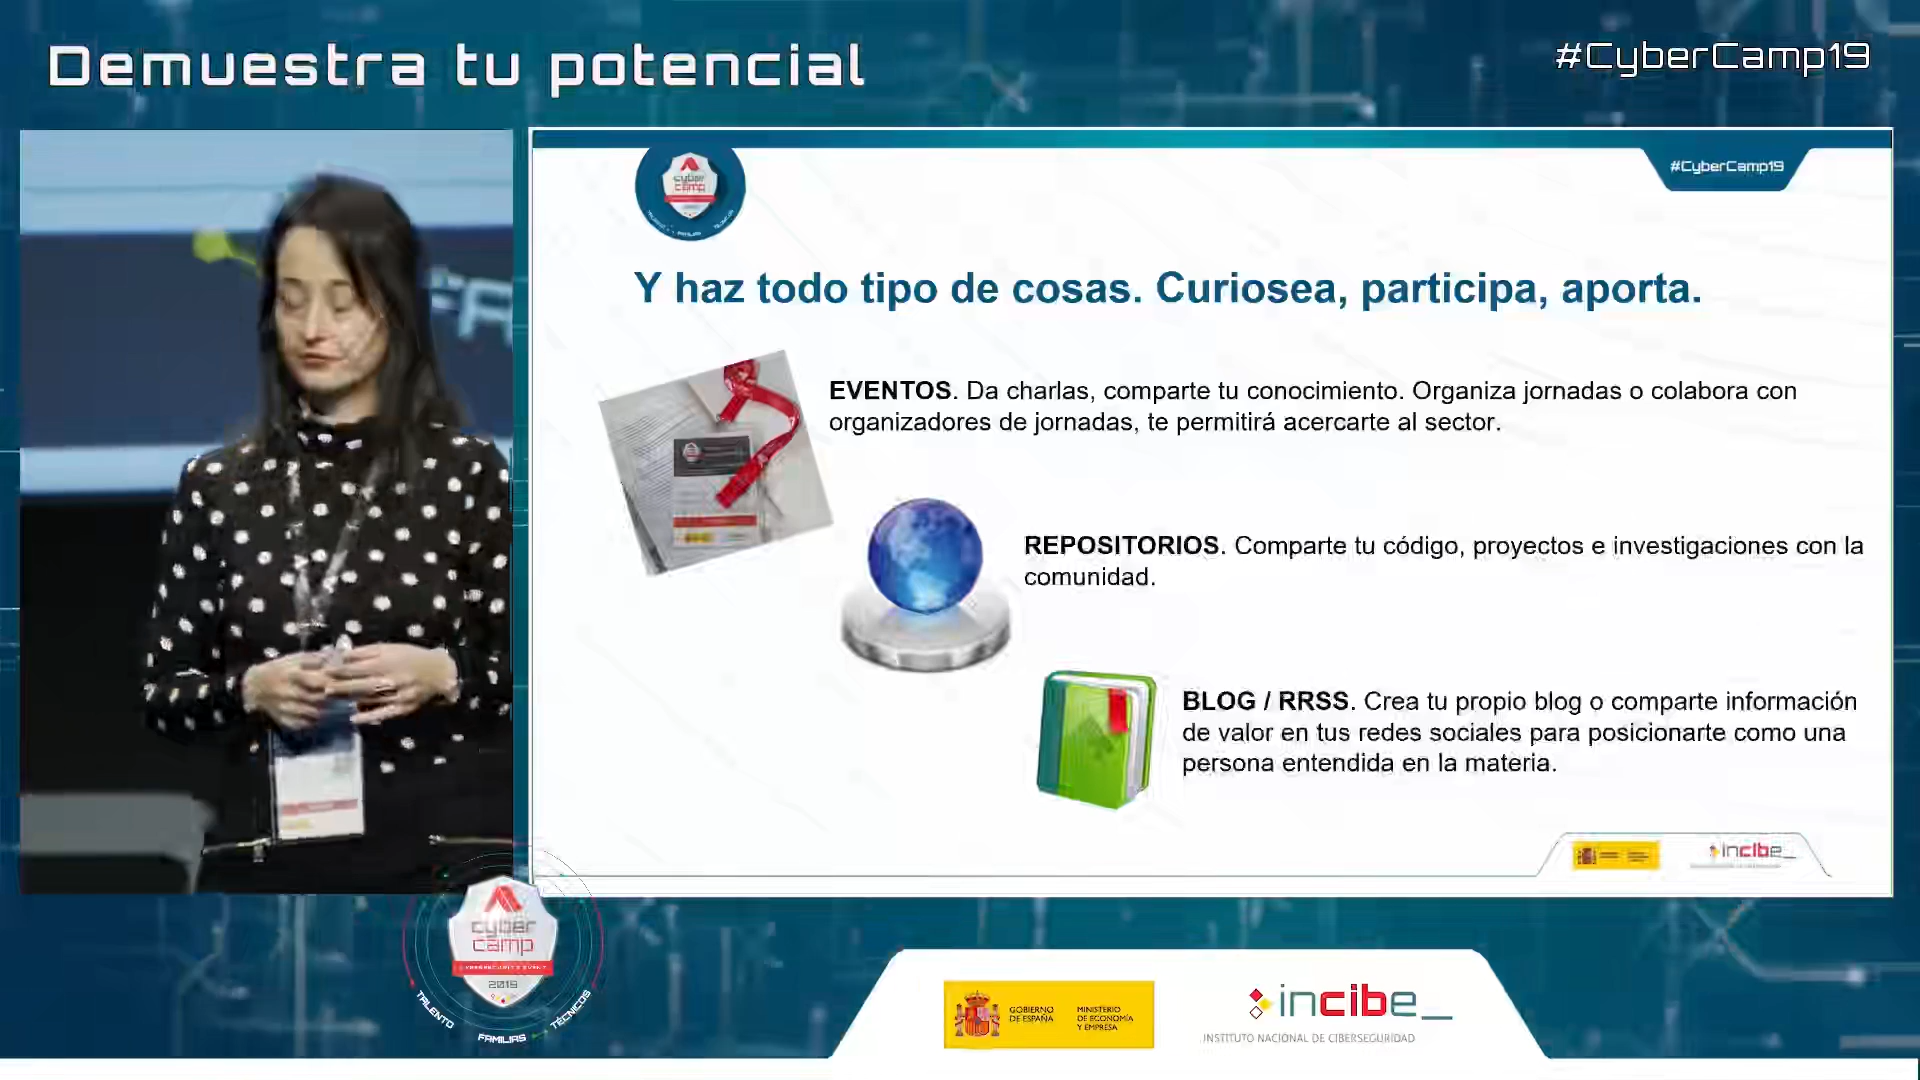 Demuestra tu potencial
#CyberCamp19
#CyberCamp19
cyber
camp
Y haz todo tipo de cosas. Curiosea, participa, aporta.
EVENTOS. Da charlas, comparte tu conocimiento. Organiza jornadas o colabora con
organizadores de jornadas, te permitirá acercarte al sector.
REPOSITORIOS. Comparte tu código, proyectos e investigaciones con la
comunidad.
BLOG / RRSS. Crea tu propio blog o comparte información
de valor en tus redes sociales para posicionarte como una
persona entendida en la materia.
incibe_
cyber
camp
CYBERSECURITY EVENT
2019
TALENTO
FAMILIAS
TÉCNICOS
GOBIERNO
DE ESPAÑA
MINISTERIO
DE ECONOMÍA
Y EMPRESA
incibe_
INSTITUTO NACIONAL DE CIBERSEGURIDAD